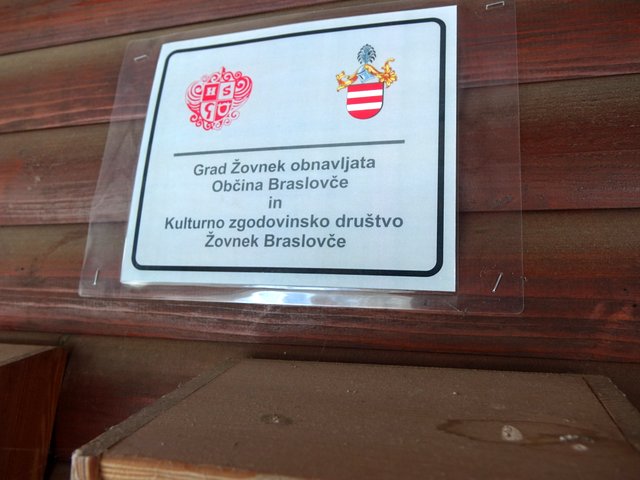 H S
Grad Žovnek obnavljata
Občina Braslovče
in
Kulturno zgodovinsko društvo
Žovnek Braslovče